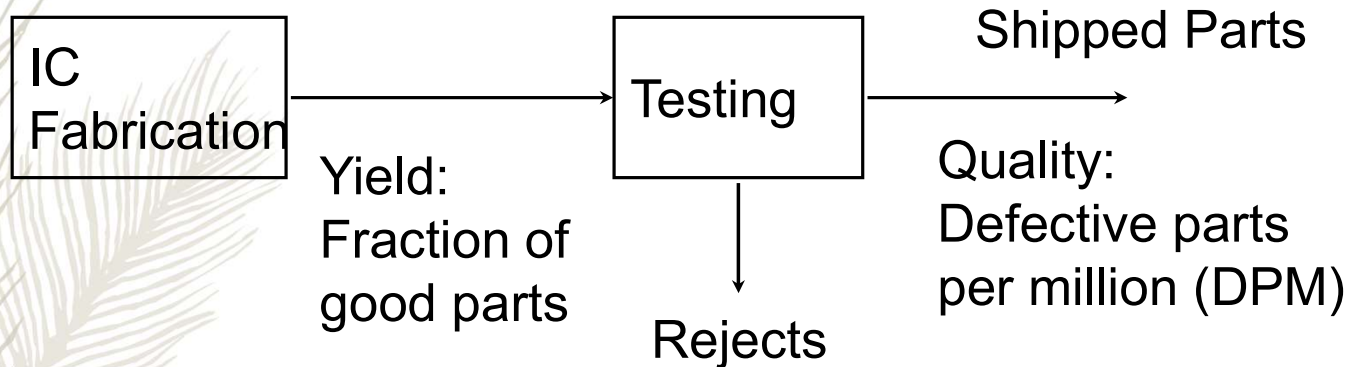 IC
Fabrication
Yield:
Fraction of
good parts
Testing
Rejects
Shipped Parts
Quality:
Defective parts
per million (DPM)